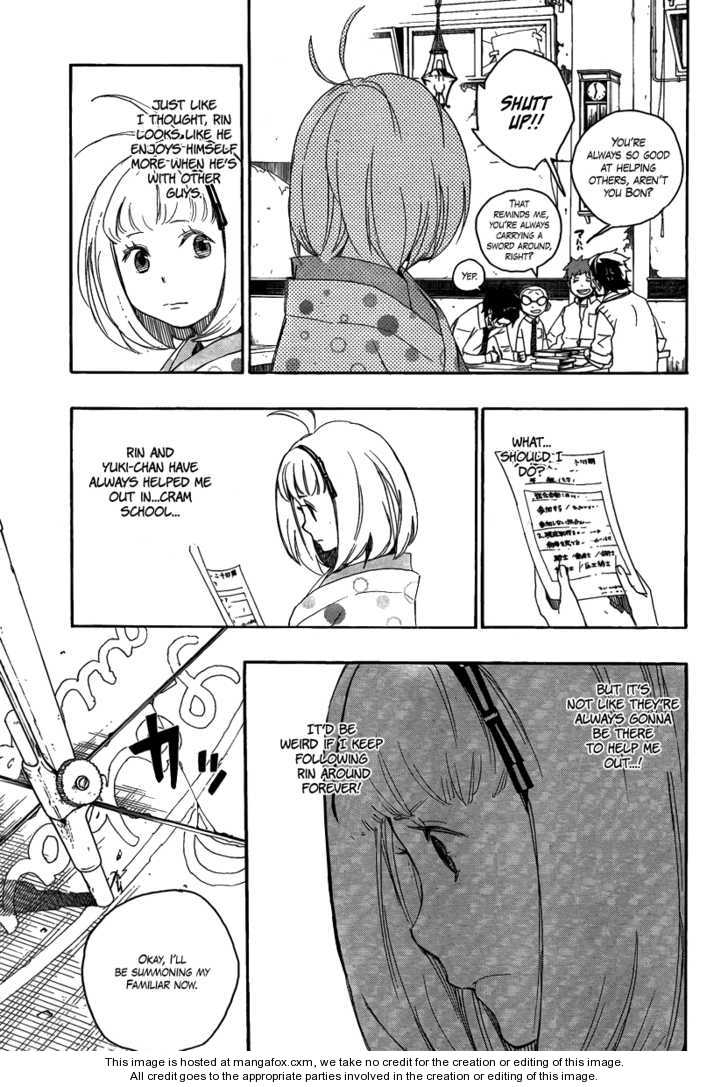 SHUTT
UP!!
YOU'RE
ALWAYS SO GOOD
AT HELPING
OTHERS, AREN'T
YOU BON?
THAT
REMINDS ME,
YOU'RE ALWAYS
CARRYING A
SWORD AROUND,
RIGHT?
YEP.
JUST LIKE
I THOUGHT, RIN
LOOKS LIKE HE
ENJOYS HIMSELF
MORE WHEN HE'S
WITH OTHER
GUYS.
WHAT...
SHOULD I
DO?
RIN AND
YUKI-CHAN HAVE
ALWAYS HELPED ME
OUT IN...CRAM
SCHOOL...
BUT IT'S
NOT LIKE THEY'RE
ALWAYS GONNA
BE THERE
TO HELP ME
OUT...!
IT'D BE
WEIRD IF I KEEP
FOLLOWING
RIN AROUND
FOREVER!
カッ
OKAY, I'LL
BE SUMMONING MY
FAMILIAR NOW.
This image is hosted at mangafox.cxm, we take no credit for the creation or editing of this image.
All credit goes to the appropriate parties involved in the creation or editing of this image.